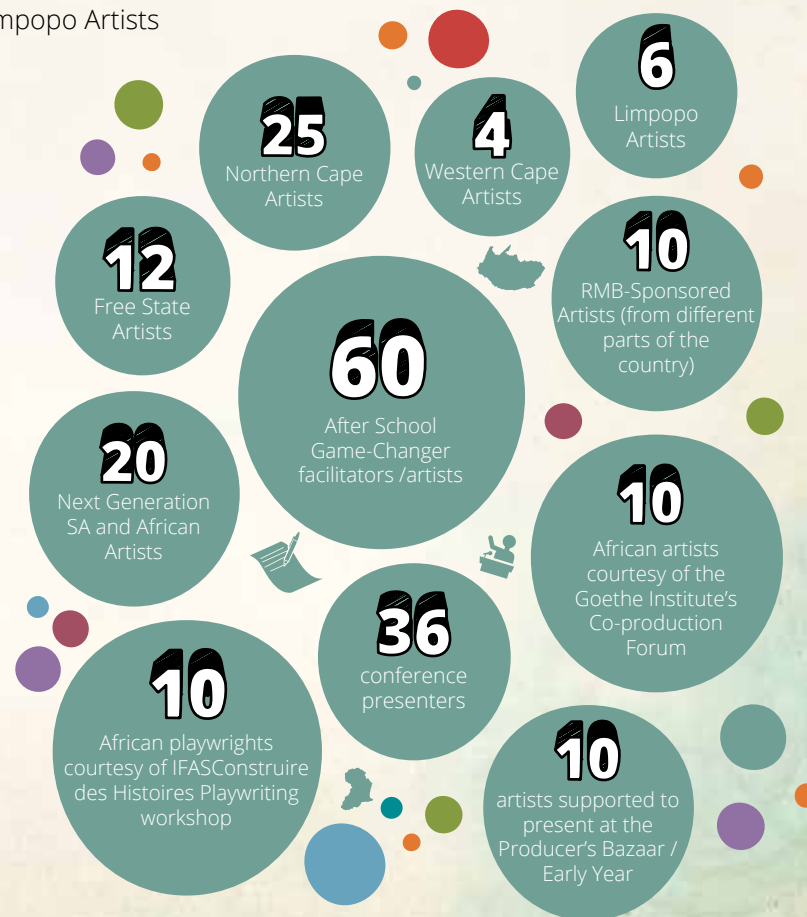 Artists
25
Northern Cape
Artists
4
Western Cape
Artists
6
Limpopo
Artists
12
Free State
Artists
10
RMB-Sponsored
Artists (from different
parts of the
country)
60
After School
Game-Changer
facilitators /artists
20
Next Generation
SA and African
Artists
10
African artists
courtesy of the
Goethe Institute’s
Co-production
Forum
36
conference
presenters
10
African playwrights
courtesy of IFASConstruire
des Histoires Playwriting
workshop
10
artists supported to
present at the
Producer’s Bazaar /
Early Year